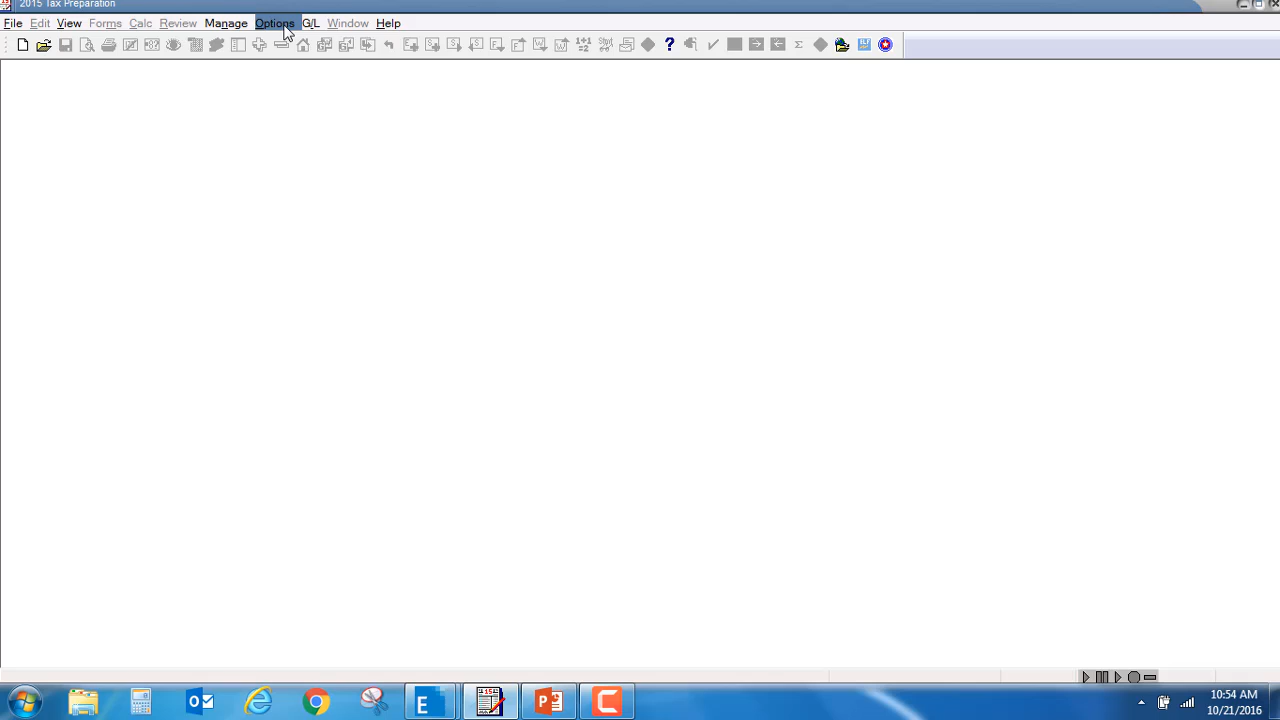 2015 Tax Preparation
File Edit View Forms Calc Review Manage Options G/L Window Help
10:54 AM
10/21/2016